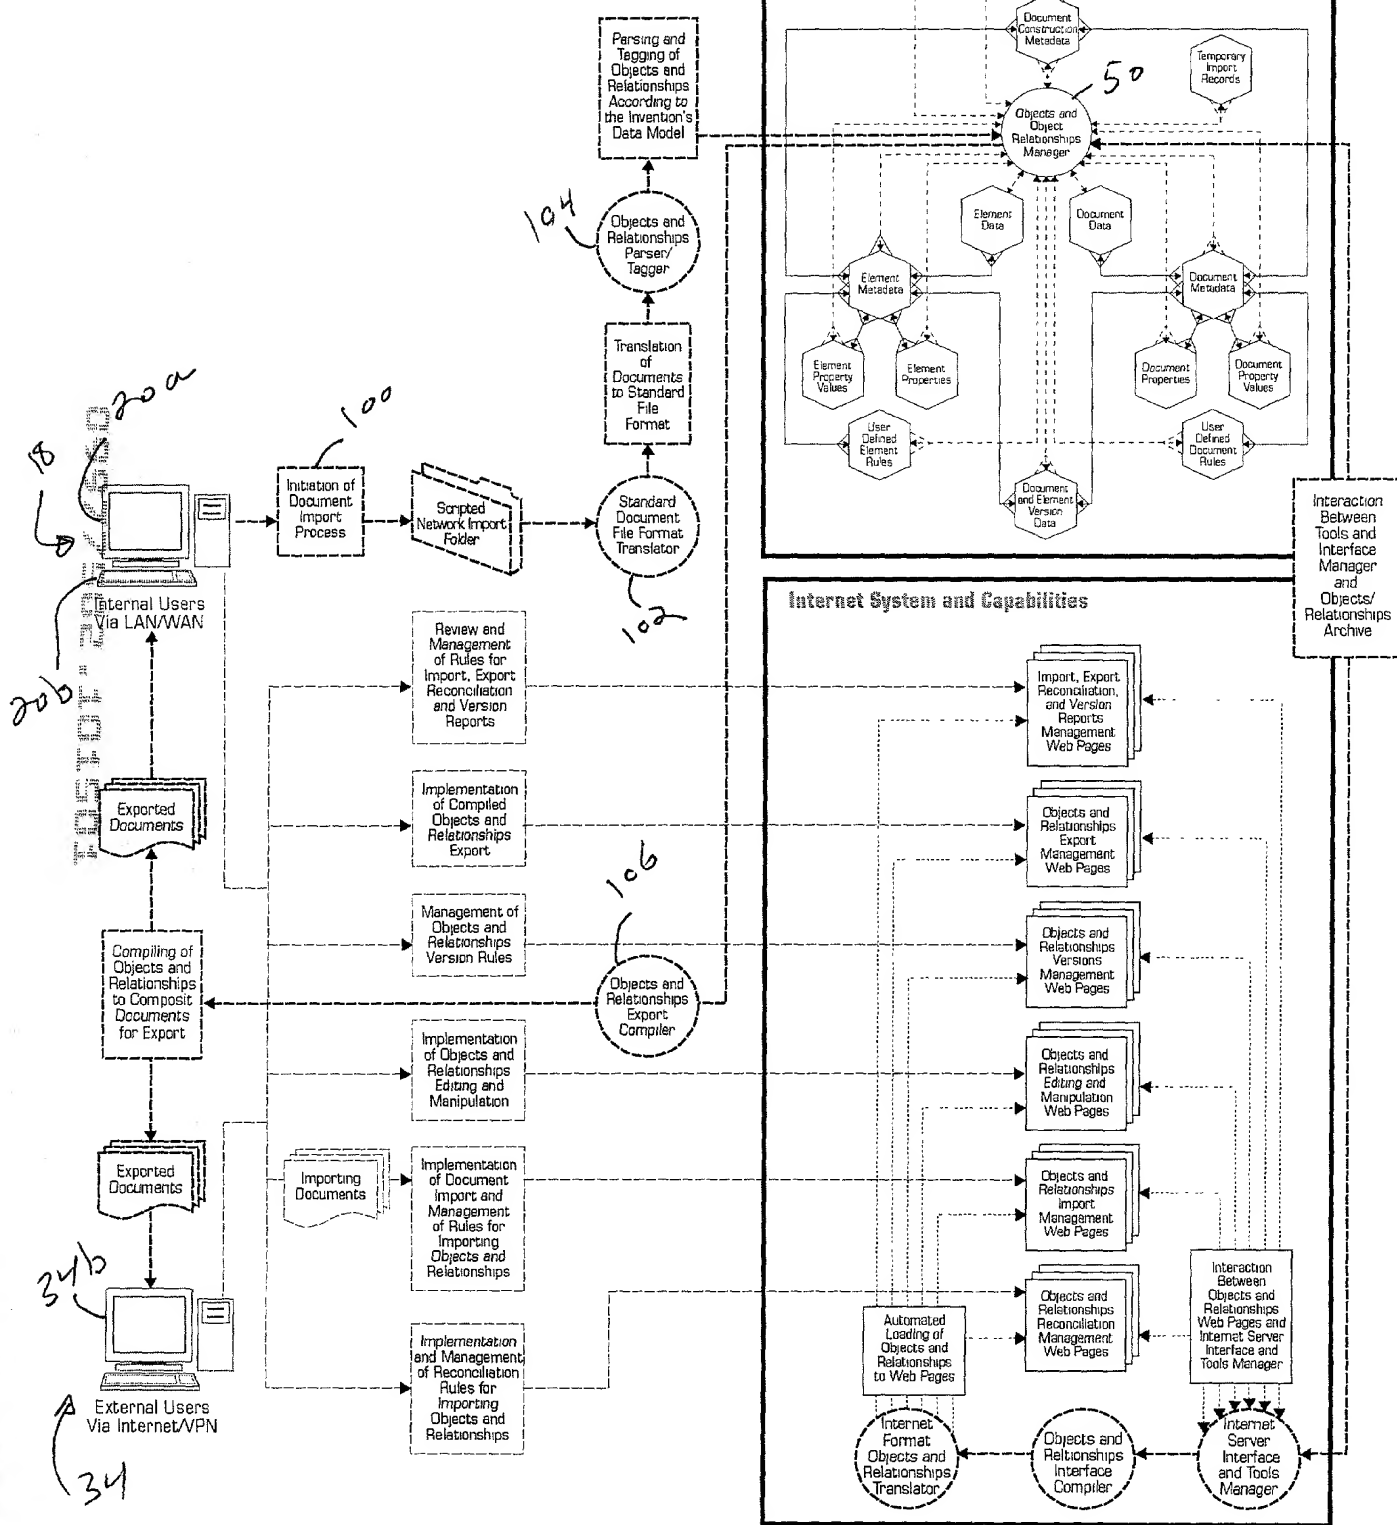 Parsing and
Tagging of
Objects and
Relationships
According to
the Invention's
Data Model
Document
Construction
Metadata
Temporary
Import
Records
50
Objects and
Object
Relationships
Manager
104
Objects and
Relationships
Parser/
Tagger
Element
Data
Document
Data
Element
Metadata
Document
Metadata
Translation
of
Documents
to Standard
File
Format
Element
Property
Values
Element
Properties
Document
Properties
Document
Property
Values
User
Defined
Element
Rules
User
Defined
Document
Rules
Document
and Element
Version
Data
20a
18
100
Initiation of
Document
Import
Process
Scripted
Network Import
Folder
Standard
Document
File Format
Translator
102
Interaction
Between
Tools and
Interface
Manager
and
Objects/
Relationships
Archive
Internal Users
Via LAN/WAN
20b
Internet System and Capabilities
Review and
Management
of Rules for
Import, Export
Reconciliation
and Version
Reports
Import, Export
Reconciliation,
and Version
Reports
Management
Web Pages
Exported
Documents
Implementation
of Compiled
Objects and
Relationships
Export
Objects and
Relationships
Export
Management
Web Pages
106
Management of
Objects and
Relationships
Version Rules
Objects and
Relationships
Versions
Management
Web Pages
Compiling of
Objects and
Relationships
to Composit
Documents
for Export
Objects and
Relationships
Export
Compiler
Implementation
of Objects and
Relationships
Editing and
Manipulation
Objects and
Relationships
Editing and
Manipulation
Web Pages
Exported
Documents
Importing
Documents
Implementation
of Document
Import and
Management
of Rules for
Importing
Objects and
Relationships
Objects and
Relationships
Import
Management
Web Pages
34b
Implementation
and Management
of Reconciliation
Rules for
Importing
Objects and
Relationships
Automated
Loading of
Objects and
Relationships
to Web Pages
Objects and
Relationships
Reconciliation
Management
Web Pages
Interaction
Between
Objects and
Relationships
Web Pages and
Internet Server
Interface and
Tools Manager
External Users
Via Internet/VPN
34
Internet
Format
Objects and
Relationships
Translator
Objects and
Reltionships
Interface
Compiler
Internet
Server
Interface
and Tools
Manager